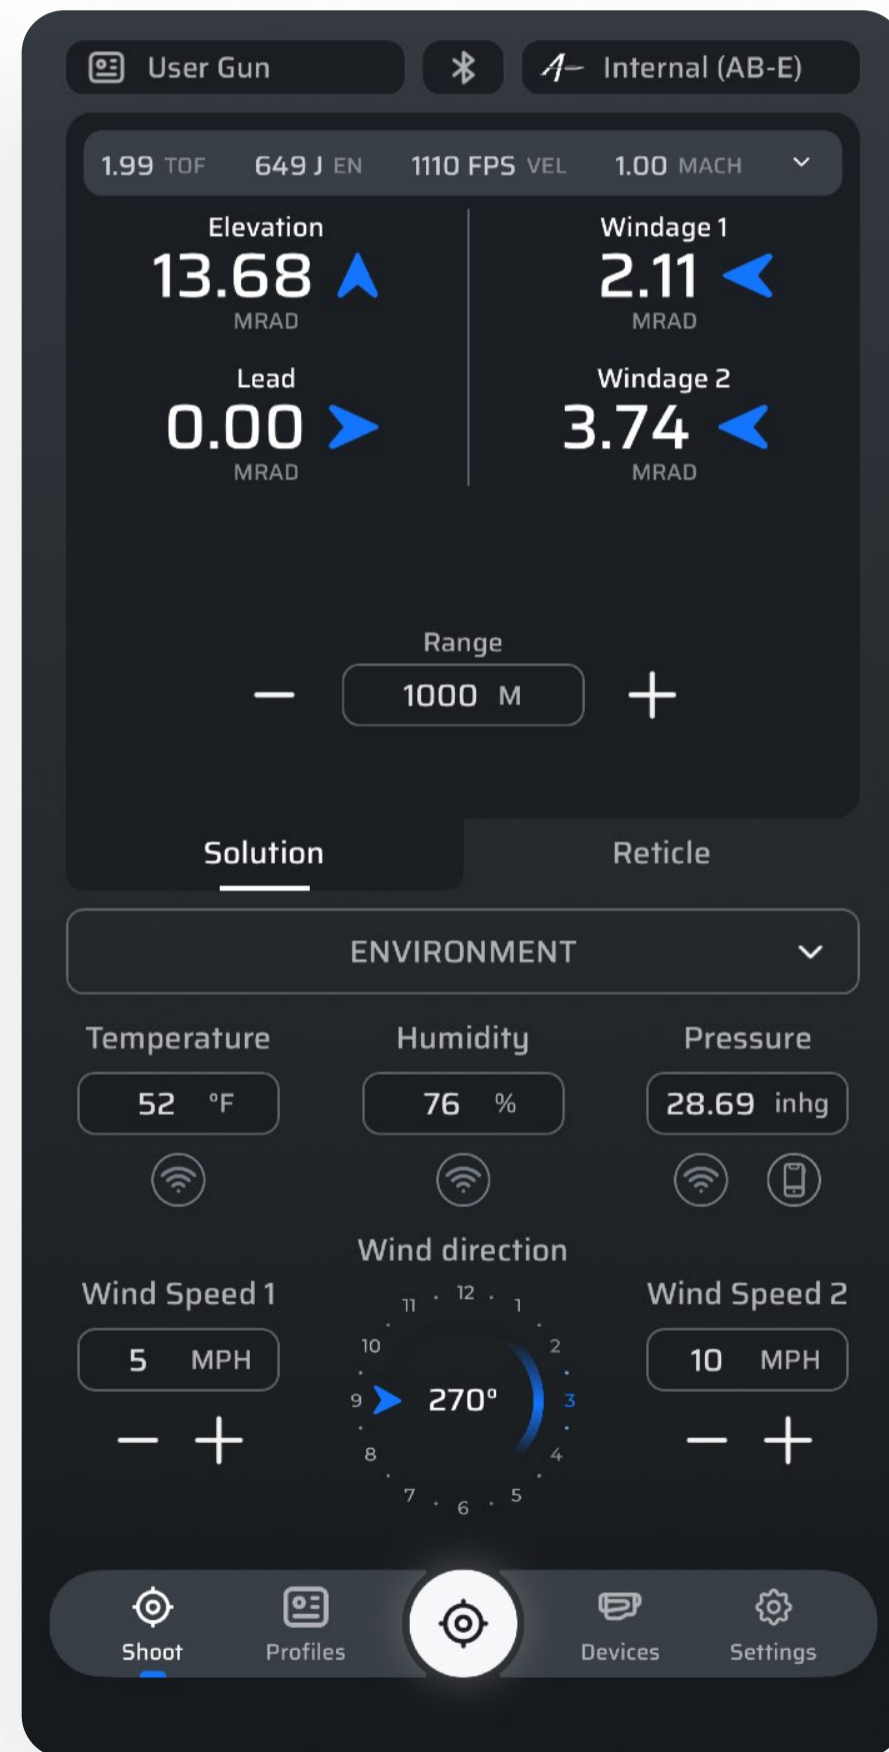 User Gun Internal (AB-E)
1.99 TOF 649 J EN 1110 FPS VEL 1.00 MACH
Elevation Windage 1
13.68 2.11
MRAD MRAD
Lead Windage 2
0.00 3.74
MRAD MRAD
Range
− 1000 M +
Solution Reticle
ENVIRONMENT
Temperature Humidity Pressure
52 °F 76 % 28.69 inhg
Wind direction
Wind Speed 1 Wind Speed 2
5 MPH 10 MPH
− + − +
12
11 1
10 2
9 270° 3
8 4
7 5
6
Shoot Profiles Devices Settings